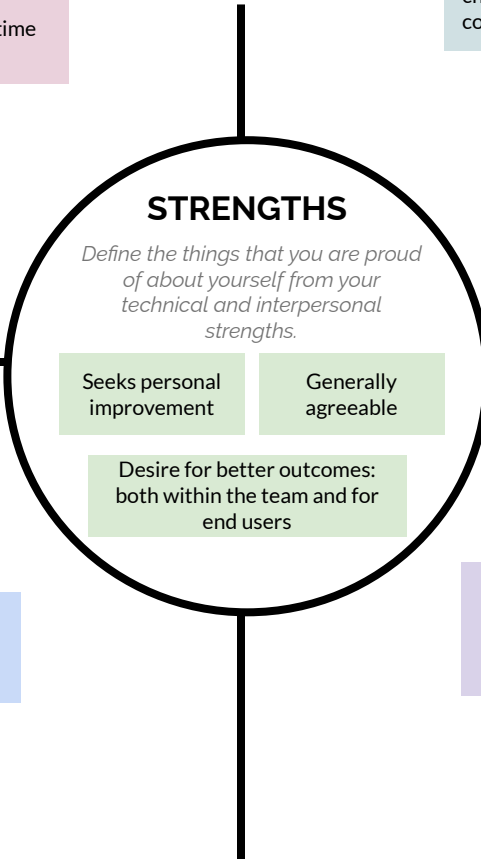 time
co
STRENGTHS
Define the things that you are proud
of about yourself from your
technical and interpersonal
strengths.
Seeks personal
improvement
Generally
agreeable
Desire for better outcomes:
both within the team and for
end users